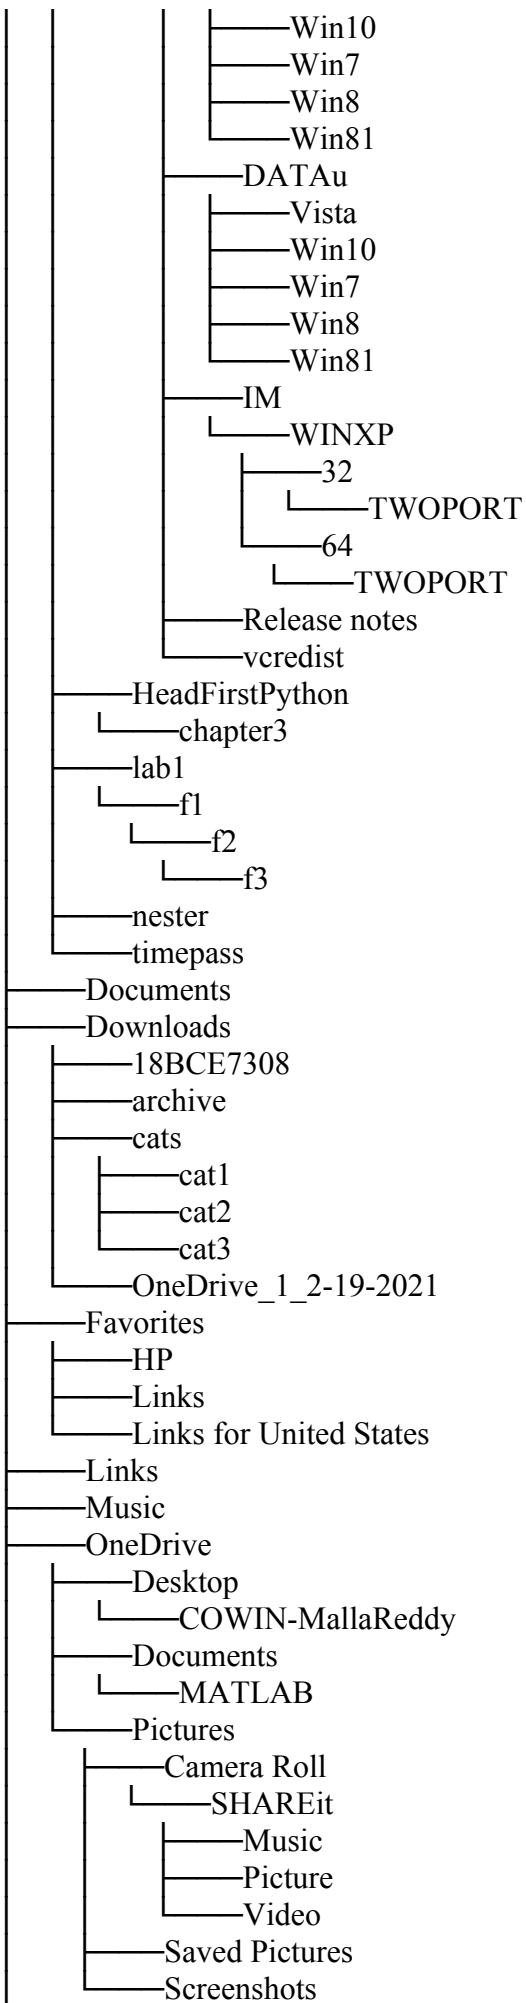 Win10
Win7
Win8
Win81
DATAu
Vista
Win10
Win7
Win8
Win81
IM
WINXP
32
TWOPORT
64
TWOPORT
Release notes
vcredist
HeadFirstPython
chapter3
lab1
f1
f2
f3
nester
timepass
Documents
Downloads
18BCE7308
archive
cats
cat1
cat2
cat3
OneDrive_1_2-19-2021
Favorites
HP
Links
Links for United States
Links
Music
OneDrive
Desktop
COWIN-MallaReddy
Documents
MATLAB
Pictures
Camera Roll
SHAREit
Music
Picture
Video
Saved Pictures
Screenshots